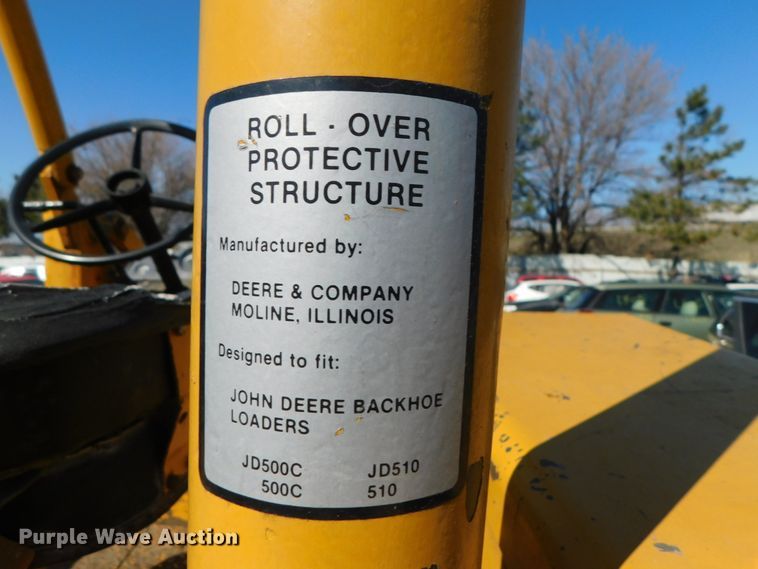 ROLL - OVER
PROTECTIVE
STRUCTURE
Manufactured by:
DEERE & COMPANY
MOLINE, ILLINOIS
Designed to fit:
JOHN DEERE BACKHOE
LOADERS
JD500C JD510
500C 510
Purple Wave Auction